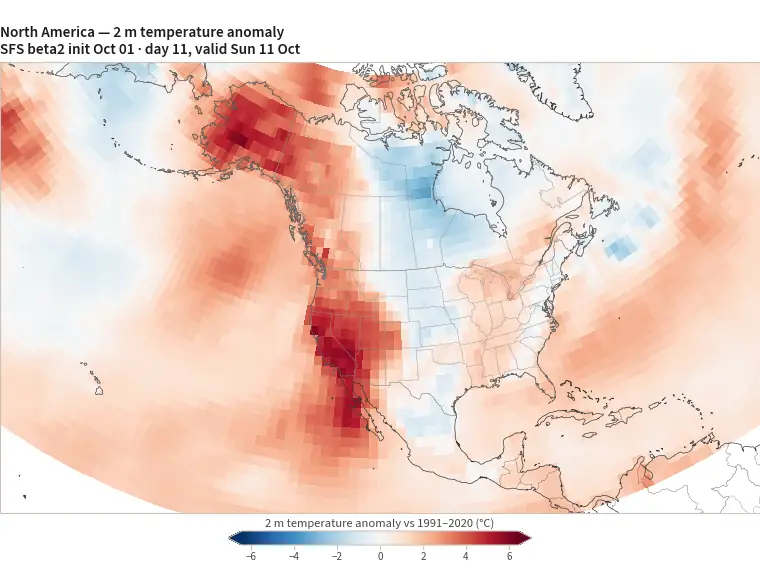 North America — 2 m temperature anomaly
SFS beta2 init Oct 01 · day 11, valid Sun 11 Oct
2 m temperature anomaly vs 1991–2020 (°C)
−6 −4 −2 0 2 4 6